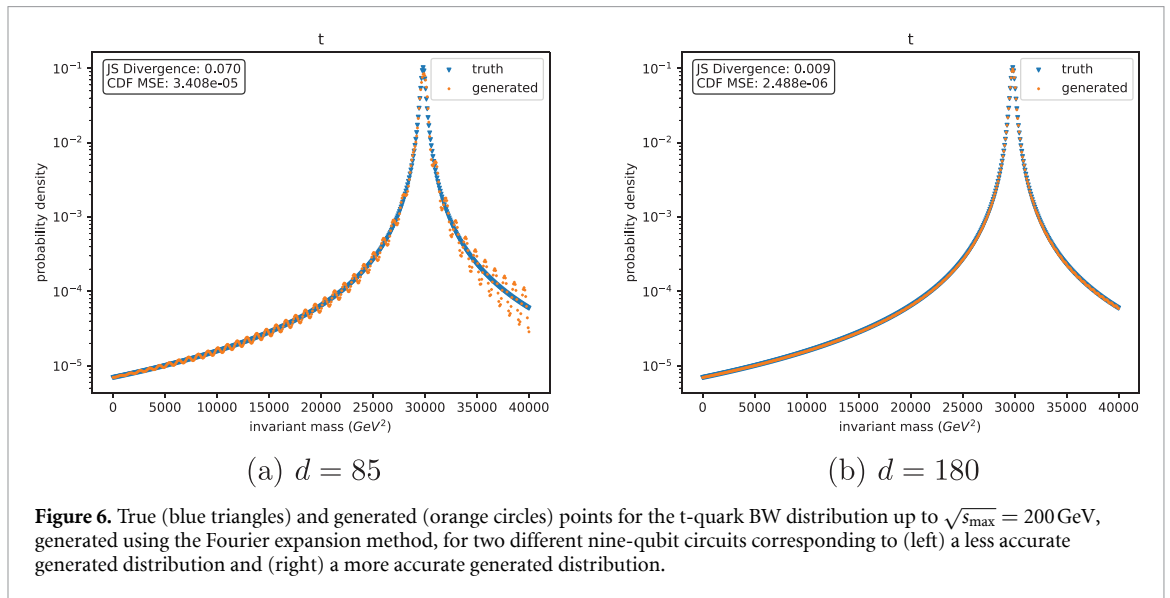 t
JS Divergence: 0.070
CDF MSE: 3.408e-05
truth
generated
probability density
10⁻¹
10⁻²
10⁻³
10⁻⁴
10⁻⁵
0 5000 10000 15000 20000 25000 30000 35000 40000
invariant mass (GeV²)
(a) d = 85
t
JS Divergence: 0.009
CDF MSE: 2.488e-06
truth
generated
probability density
10⁻¹
10⁻²
10⁻³
10⁻⁴
10⁻⁵
0 5000 10000 15000 20000 25000 30000 35000 40000
invariant mass (GeV²)
(b) d = 180
Figure 6. True (blue triangles) and generated (orange circles) points for the t-quark BW distribution up to √s_max = 200 GeV,
generated using the Fourier expansion method, for two different nine-qubit circuits corresponding to (left) a less accurate
generated distribution and (right) a more accurate generated distribution.